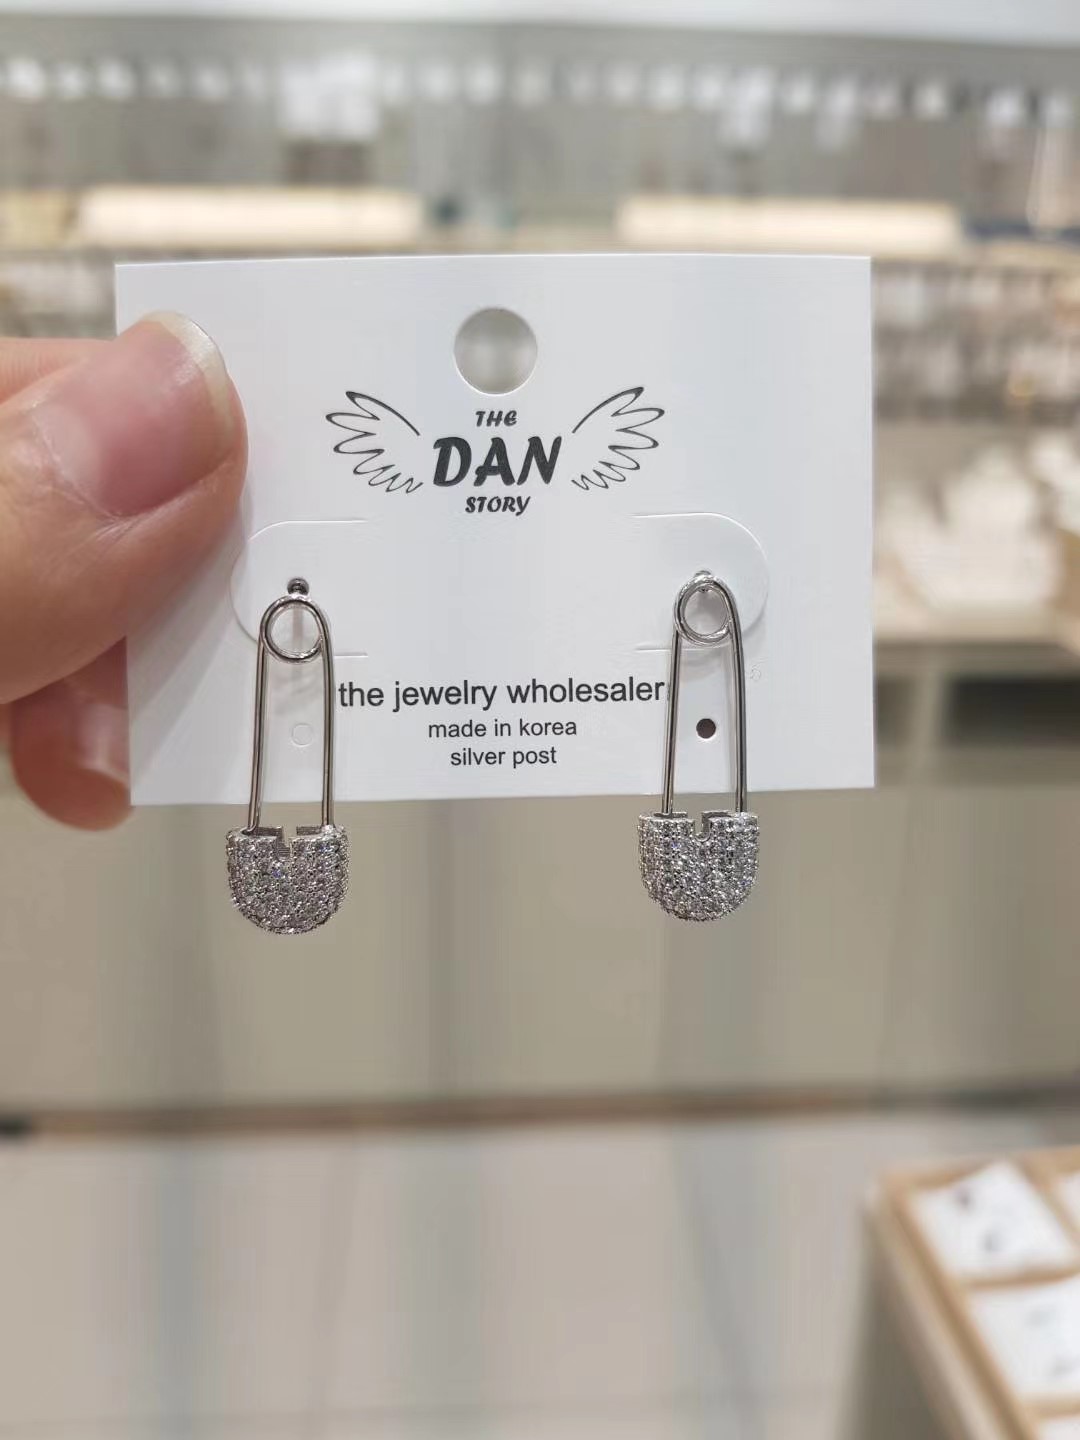 THE
DAN
STORY
the jewelry wholesaler
made in korea
silver post